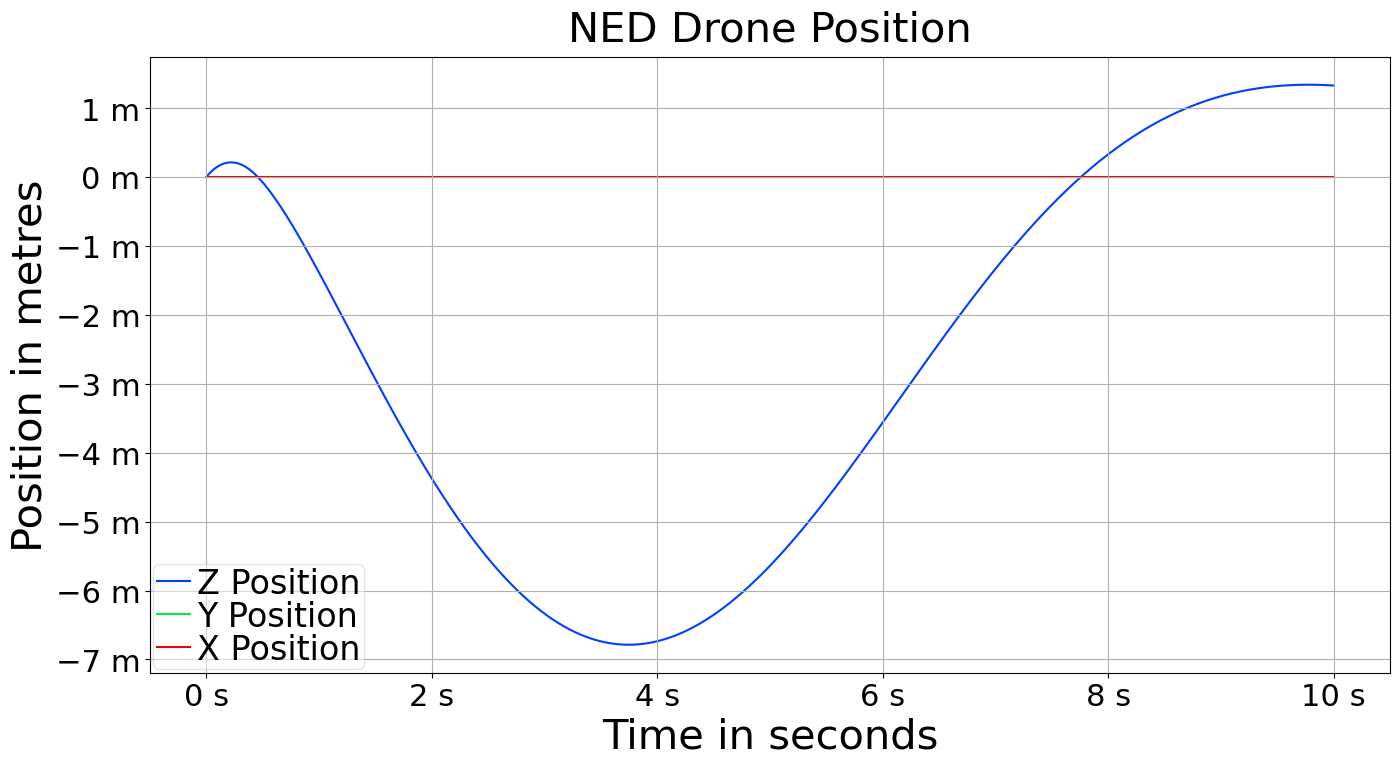 NED Drone Position
Position in metres
1 m
0 m
−1 m
−2 m
−3 m
−4 m
−5 m
−6 m
−7 m
Z Position
Y Position
X Position
0 s
2 s
4 s
6 s
8 s
10 s
Time in seconds